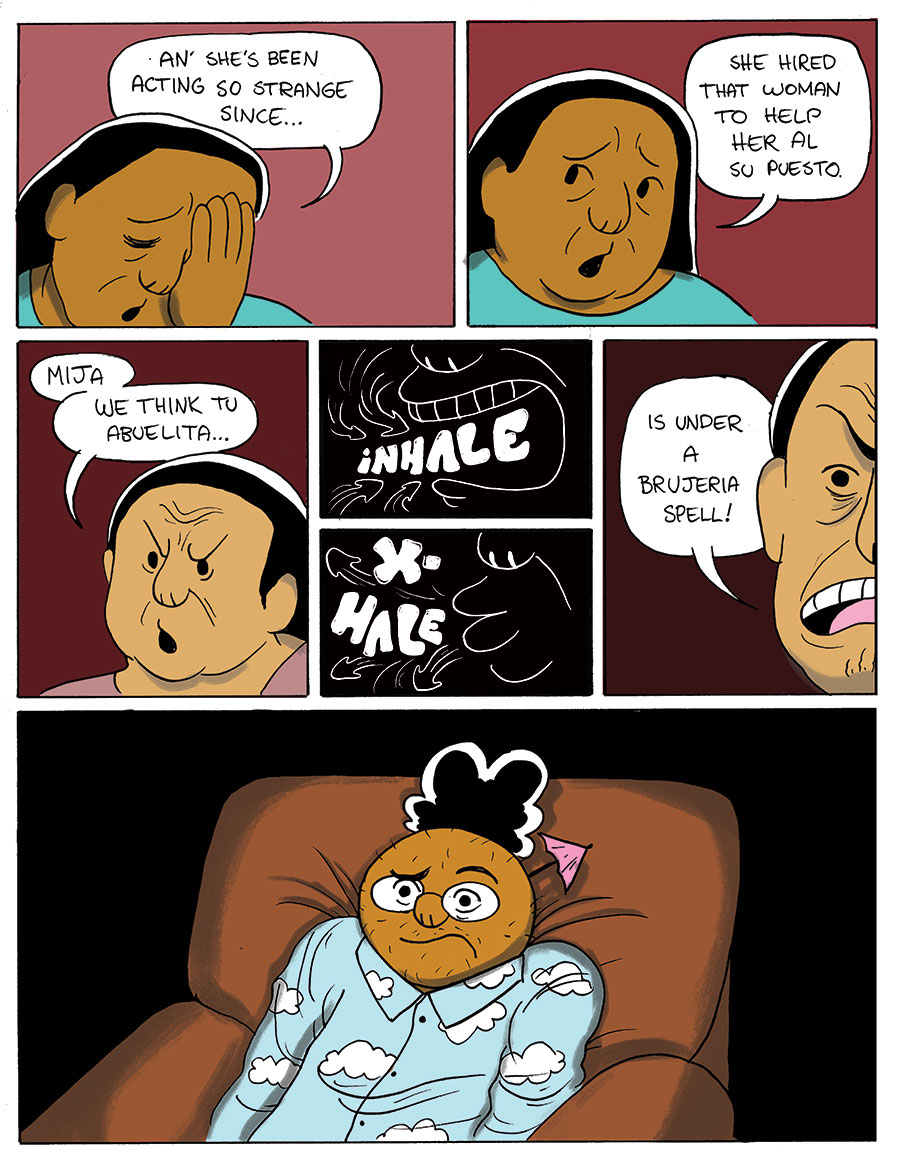 AN' SHE'S BEEN
ACTING SO STRANGE
SINCE...
SHE HIRED
THAT WOMAN
TO HELP
HER AL
SU PUESTO.
MIJA
WE THINK TU
ABUELITA...
iNHALE
X-
HALE
IS UNDER
A
BRUJERIA
SPELL!